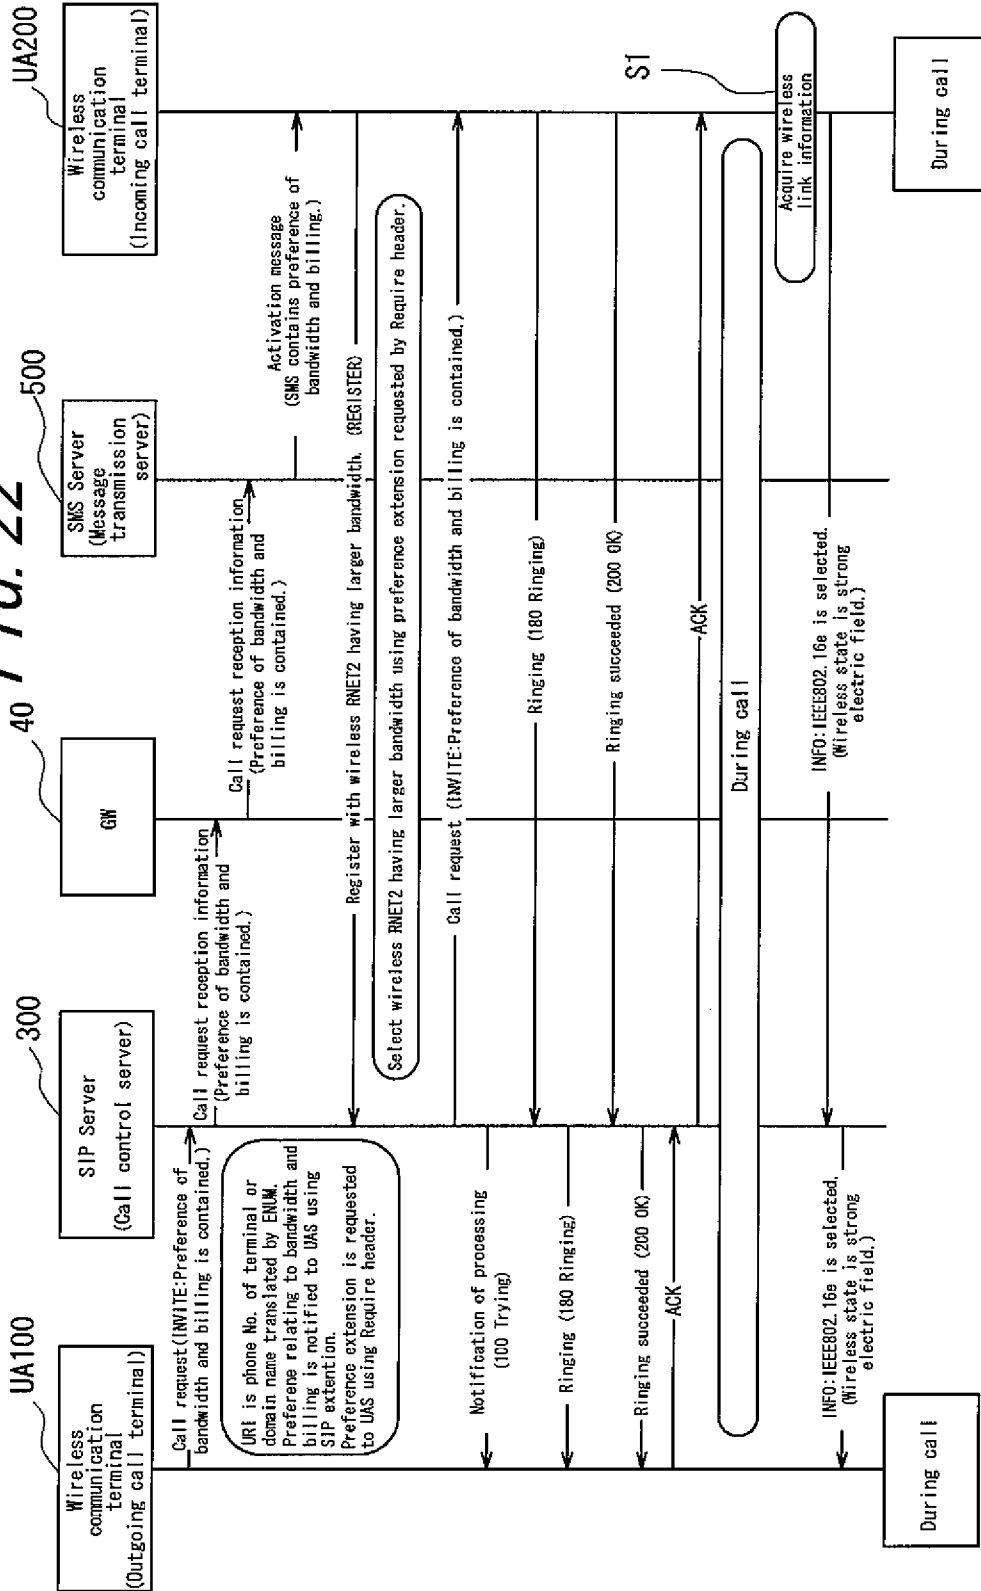 FIG. 22
UA100
Wireless
communication
terminal
(Outgoing call terminal)
300
SIP Server
(Call control server)
40
GW
500
SMS Server
(Message
transmission
server)
UA200
Wireless
communication
terminal
(Incoming call terminal)
Call request(INVITE:Preference of
bandwidth and billing is contained.)
Call request reception information
(Preference of bandwidth and
billing is contained.)
Call request reception information
(Preference of bandwidth and
billing is contained.)
Activation message
(SMS contains preference of
bandwidth and billing.)
URI is phone No. of terminal or
domain name translated by ENUM.
Preferene relating to bandwidth and
billing is notified to UAS using
SIP extention.
Preference extension is requested
to UAS using Require header.
Register with wireless RNET2 having larger bandwidth. (REGISTER)
Select wireless RNET2 having larger bandwidth using preference extension requested by Require header.
Call request (INVITE:Preference of bandwidth and billing is contained.)
Notification of processing
(100 Trying)
Ringing (180 Ringing)
Ringing (180 Ringing)
Ringing succeeded (200 OK)
Ringing succeeded (200 OK)
ACK
ACK
During call
S1
Acquire wireless
link information
INFO:IEEE802.16e is selected.
(Wireless state is strong
electric field.)
INFO:IEEE802.16e is selected.
(Wireless state is strong
electric field.)
During call
During call